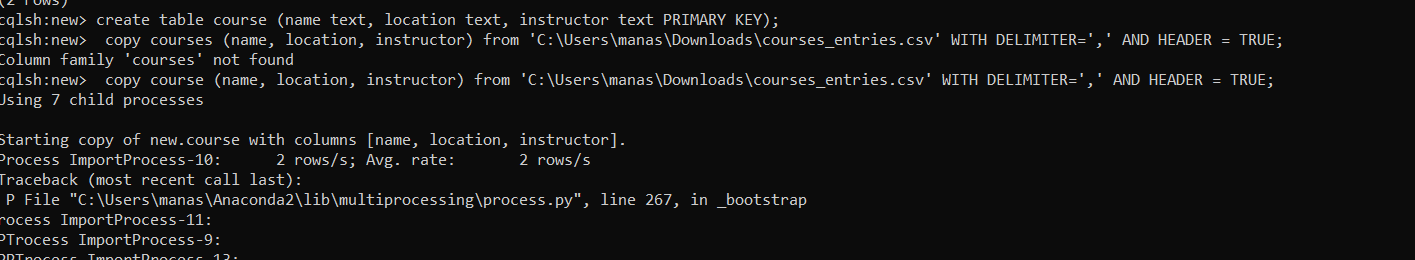 (2 rows)
cqlsh:new> create table course (name text, location text, instructor text PRIMARY KEY);
cqlsh:new>  copy courses (name, location, instructor) from 'C:\Users\manas\Downloads\courses_entries.csv' WITH DELIMITER=',' AND HEADER = TRUE;
Column family 'courses' not found
cqlsh:new>  copy course (name, location, instructor) from 'C:\Users\manas\Downloads\courses_entries.csv' WITH DELIMITER=',' AND HEADER = TRUE;
Using 7 child processes
Starting copy of new.course with columns [name, location, instructor].
Process ImportProcess-10:      2 rows/s; Avg. rate:       2 rows/s
Traceback (most recent call last):
 P File "C:\Users\manas\Anaconda2\lib\multiprocessing\process.py", line 267, in _bootstrap
rocess ImportProcess-11:
PTrocess ImportProcess-9:
PPTrocess ImportProcess-13: